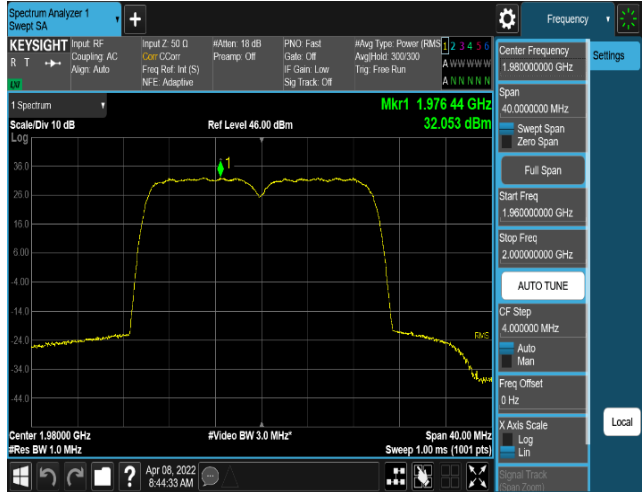 Spectrum Analyzer 1
Swept SA
Frequency
KEYSIGHT
R T
Input: RF
Coupling: AC
Align: Auto
Input Z: 50 Ω
Corr CCorr
Freq Ref: Int (S)
NFE: Adaptive
#Atten: 18 dB
Preamp: Off
PNO: Fast
Gate: Off
IF Gain: Low
Sig Track: Off
#Avg Type: Power (RMS
Avg|Hold: 300/300
Trig: Free Run
1 2 3 4 5 6
A W W W W W
A N N N N N
1 Spectrum
Scale/Div 10 dB
Ref Level 46.00 dBm
Mkr1 1.976 44 GHz
32.053 dBm
Log
1
36.0
26.0
16.0
6.00
-4.00
-14.0
-24.0
-34.0
-44.0
RMS
Center 1.98000 GHz
#Res BW 1.0 MHz
#Video BW 3.0 MHz*
Span 40.00 MHz
Sweep 1.00 ms (1001 pts)
Apr 08, 2022
8:44:33 AM
Settings
Center Frequency
1.980000000 GHz
Span
40.0000000 MHz
Swept Span
Zero Span
Full Span
Start Freq
1.960000000 GHz
Stop Freq
2.000000000 GHz
AUTO TUNE
CF Step
4.000000 MHz
Auto
Man
Freq Offset
0 Hz
X Axis Scale
Log
Lin
Signal Track
(Span Zoom)
Local